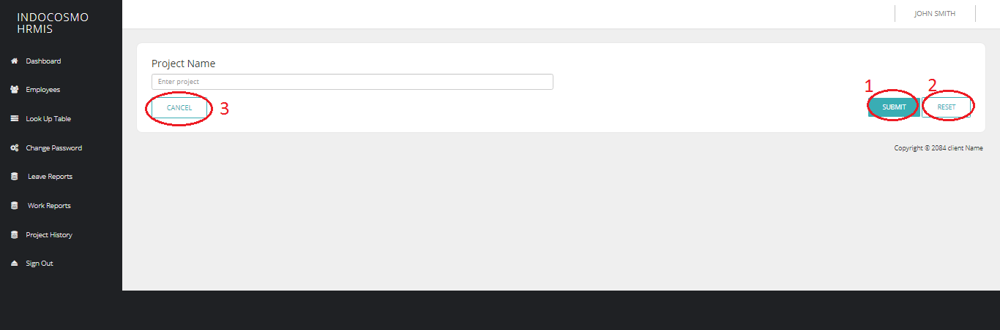 INDOCOSMO
HRMIS
JOHN SMITH
Dashboard
Employees
Look Up Table
Change Password
Leave Reports
Work Reports
Project History
Sign Out
Project Name
Enter project
1
2
CANCEL
3
SUBMIT
RESET
Copyright © 2084 client Name